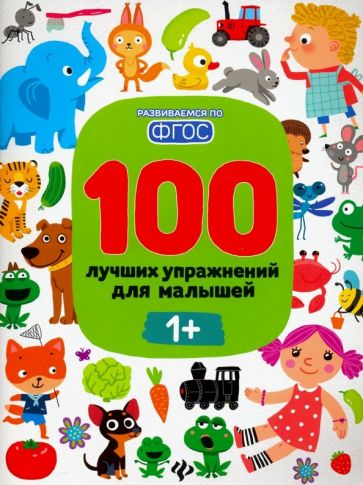 РАЗВИВАЕМСЯ ПО
ФГОС
100
лучших упражнений
для малышей
1+